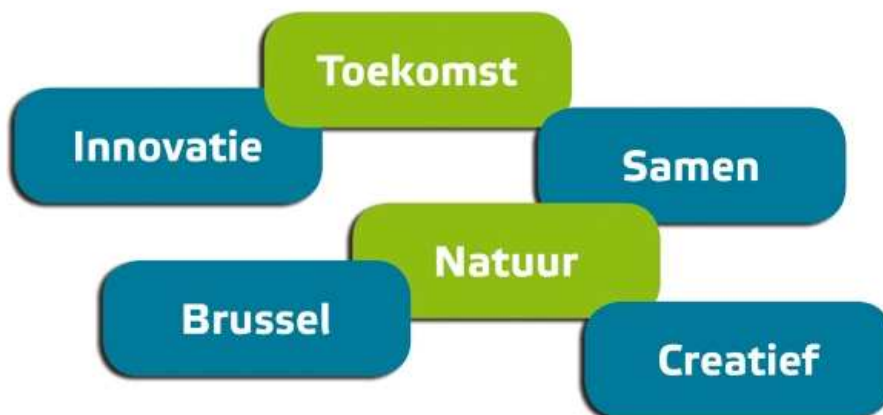 Toekomst
Innovatie
Samen
Natuur
Brussel
Creatief